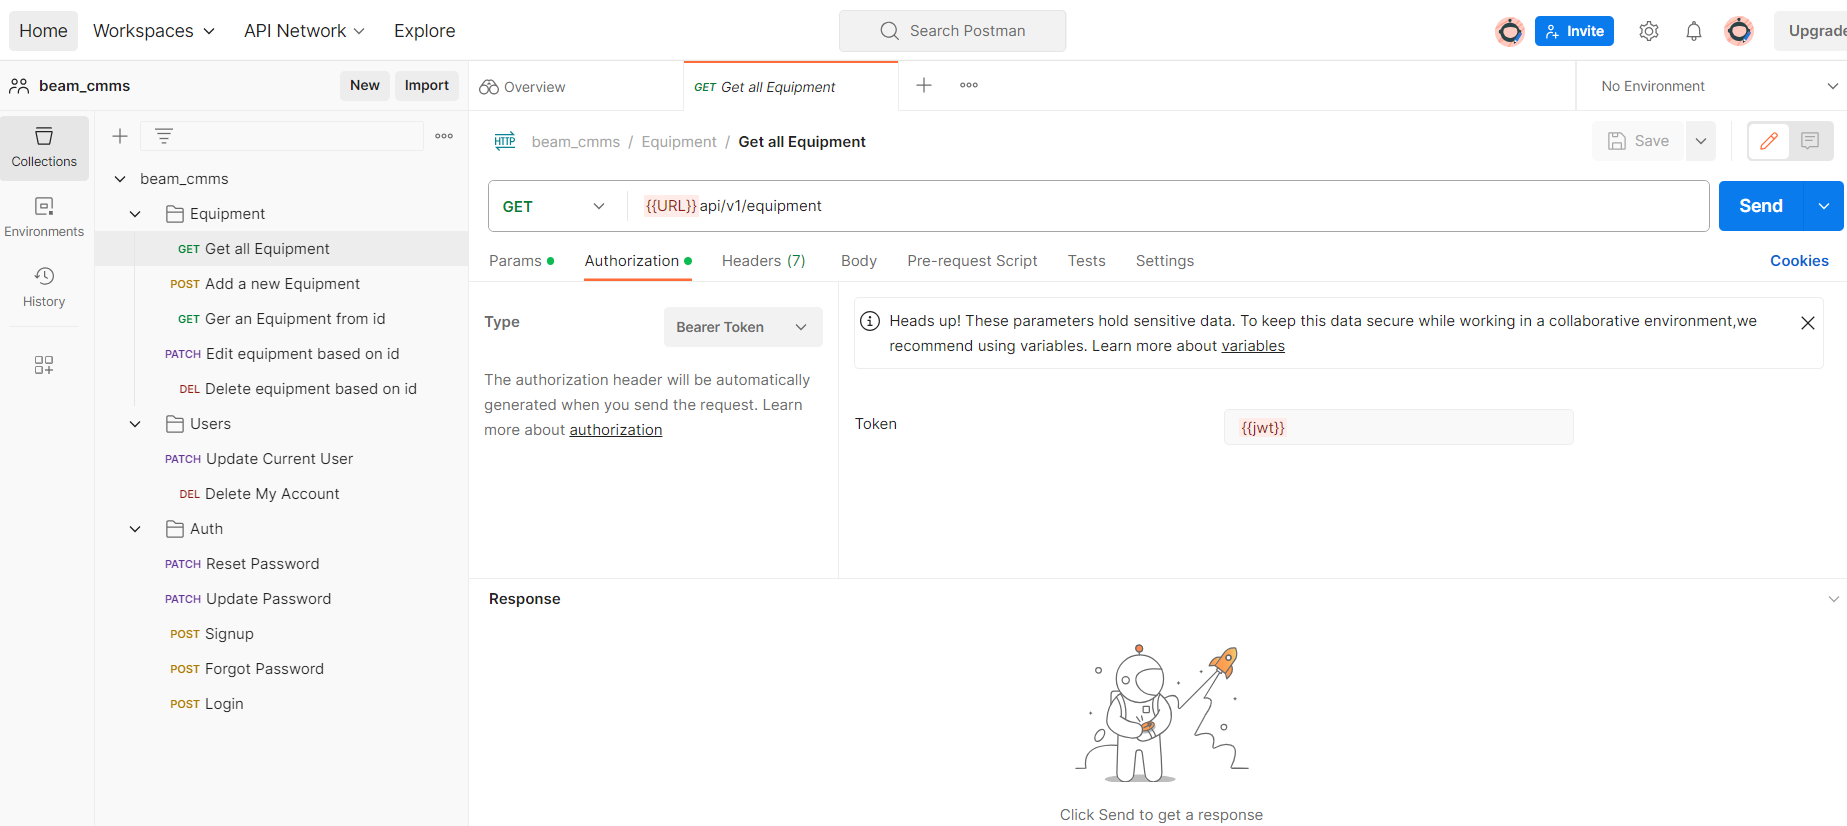 Home Workspaces API Network Explore Search Postman Invite Upgrade
beam_cmms New Import Overview GET Get all Equipment No Environment
Collections
Environments
History
beam_cmms
Equipment
GET Get all Equipment
POST Add a new Equipment
GET Ger an Equipment from id
PATCH Edit equipment based on id
DEL Delete equipment based on id
Users
PATCH Update Current User
DEL Delete My Account
Auth
PATCH Reset Password
PATCH Update Password
POST Signup
POST Forgot Password
POST Login
HTTP beam_cmms / Equipment / Get all Equipment Save
GET {{URL}}api/v1/equipment Send
Params Authorization Headers (7) Body Pre-request Script Tests Settings Cookies
Type Bearer Token
The authorization header will be automatically
generated when you send the request. Learn
more about authorization
Heads up! These parameters hold sensitive data. To keep this data secure while working in a collaborative environment,we
recommend using variables. Learn more about variables
Token {{jwt}}
Response
Click Send to get a response